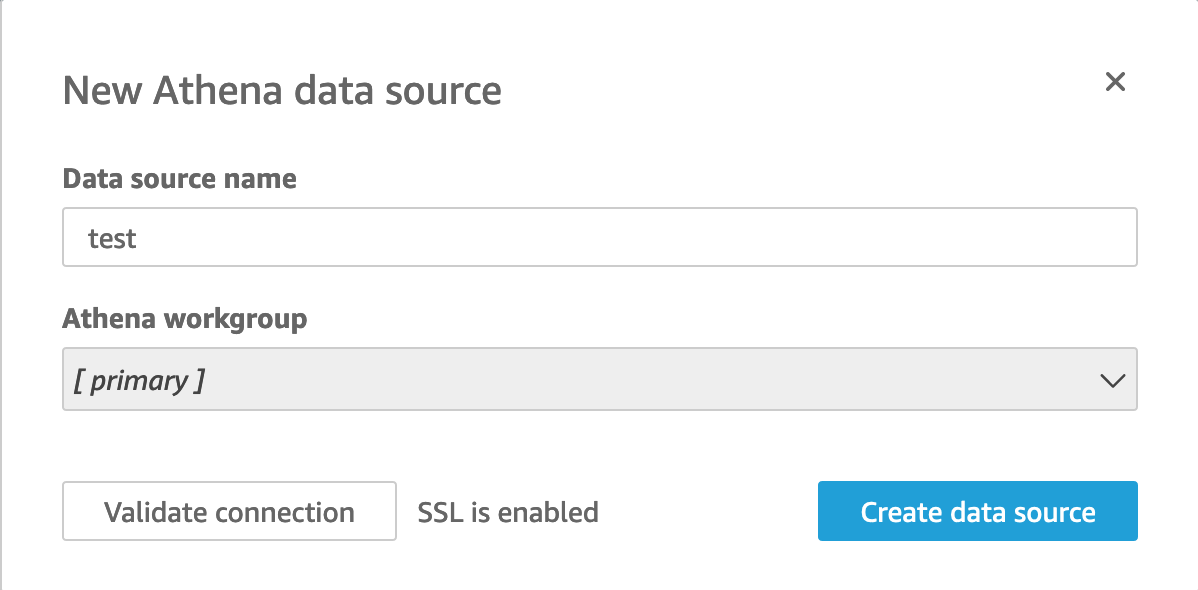 New Athena data source
Data source name
test
Athena workgroup
[ primary ]
Validate connection SSL is enabled Create data source